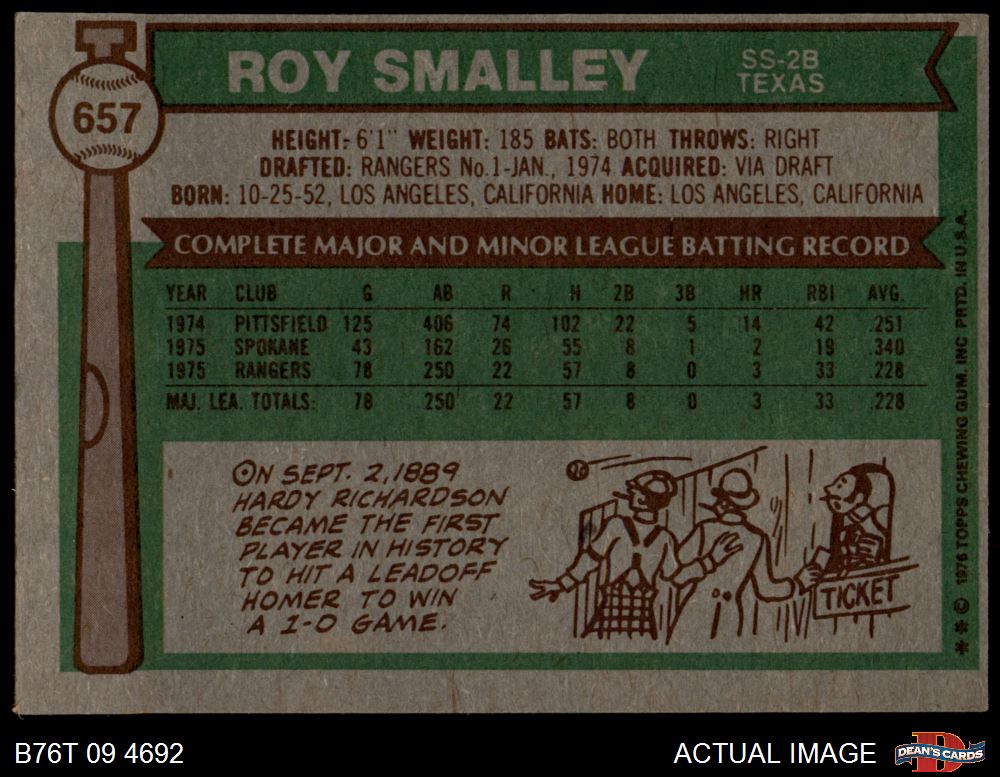 657
ROY SMALLEY
SS-2B
TEXAS
HEIGHT: 6'1" WEIGHT: 185 BATS: BOTH THROWS: RIGHT
DRAFTED: RANGERS No.1-JAN., 1974 ACQUIRED: VIA DRAFT
BORN: 10-25-52, LOS ANGELES, CALIFORNIA HOME: LOS ANGELES, CALIFORNIA
COMPLETE MAJOR AND MINOR LEAGUE BATTING RECORD
YEAR CLUB G AB R H 2B 3B HR RBI AVG.
1974 PITTSFIELD 125 406 74 102 22 5 14 42 .251
1975 SPOKANE 43 162 26 55 8 1 2 19 .340
1975 RANGERS 78 250 22 57 8 0 3 33 .228
MAJ. LEA. TOTALS: 78 250 22 57 8 0 3 33 .228
ON SEPT. 2, 1889
HARDY RICHARDSON
BECAME THE FIRST
PLAYER IN HISTORY
TO HIT A LEADOFF
HOMER TO WIN
A 1-0 GAME.
TICKET
** © 1976 TOPPS CHEWING GUM, INC PRTD. IN U.S.A.
B76T 09 4692
ACTUAL IMAGE
DEAN'S CARDS